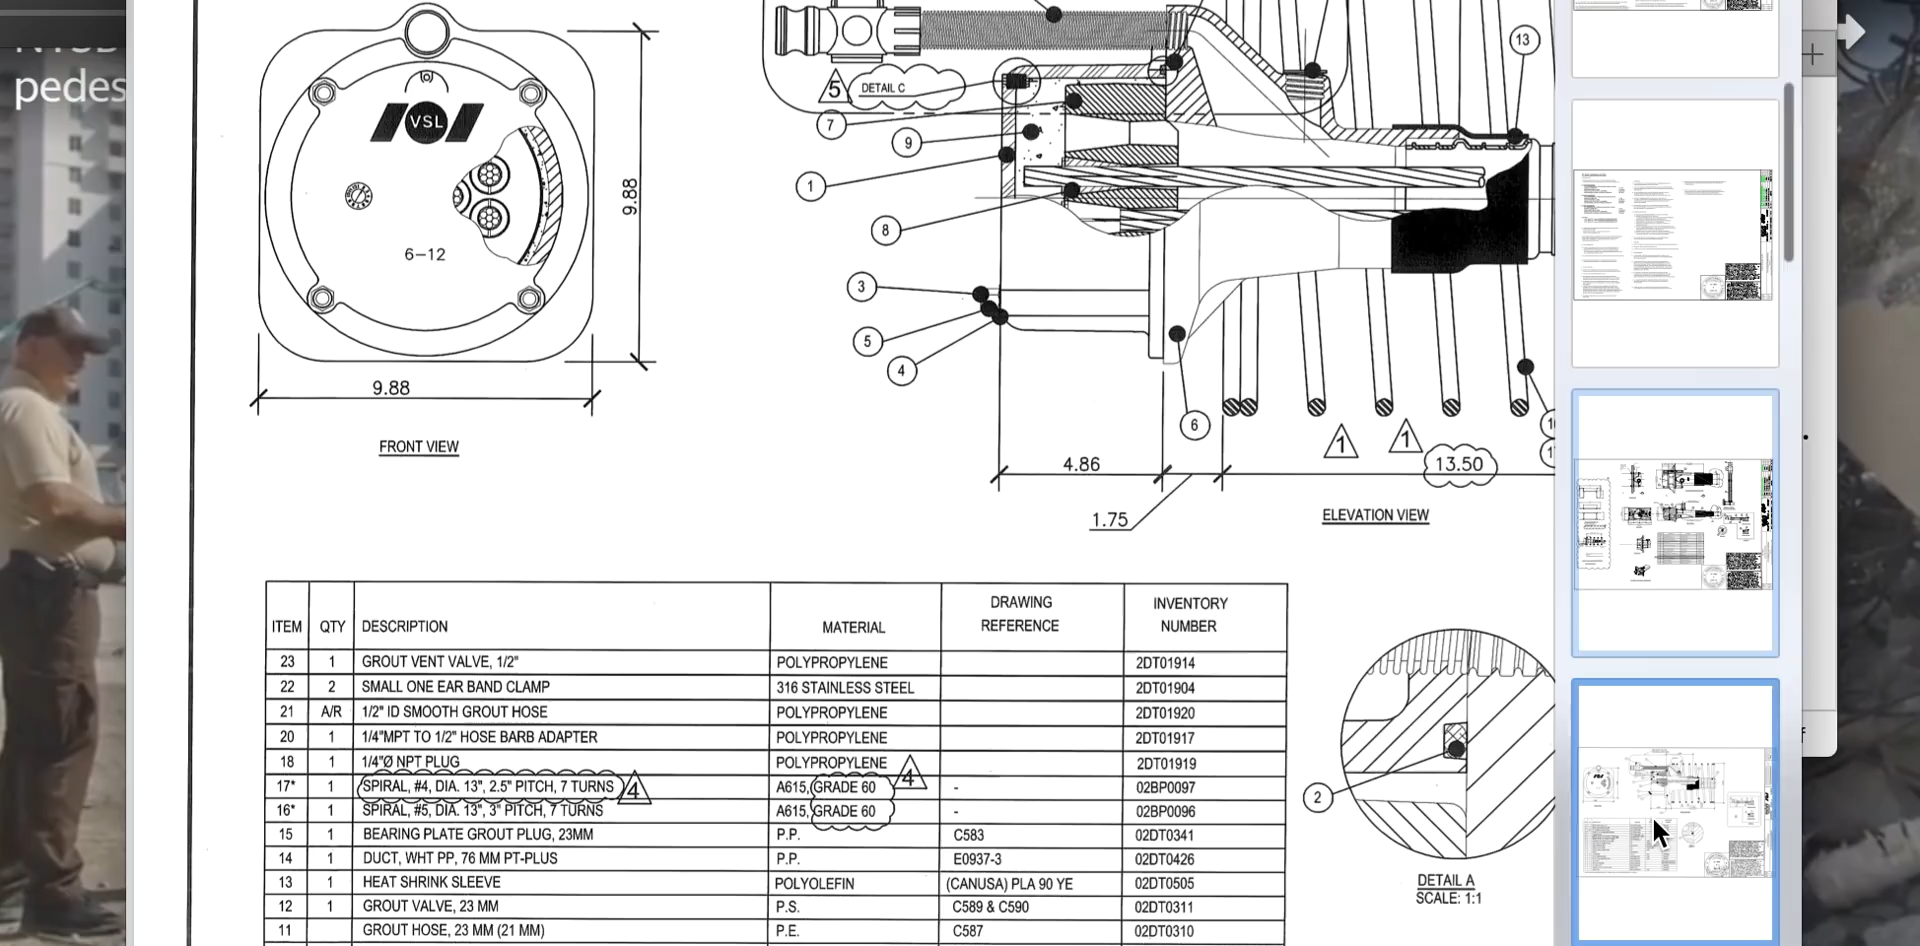 pedes
VSL
6-12
9.88
9.88
FRONT VIEW
5
DETAIL C
7
9
1
8
3
5
4
13
6
1
1
4.86
13.50
1.75
ELEVATION VIEW
ITEM QTY DESCRIPTION MATERIAL DRAWING REFERENCE INVENTORY NUMBER
23 1 GROUT VENT VALVE, 1/2" POLYPROPYLENE 2DT01914
22 2 SMALL ONE EAR BAND CLAMP 316 STAINLESS STEEL 2DT01904
21 A/R 1/2" ID SMOOTH GROUT HOSE POLYPROPYLENE 2DT01920
20 1 1/4"MPT TO 1/2" HOSE BARB ADAPTER POLYPROPYLENE 2DT01917
18 1 1/4"Ø NPT PLUG POLYPROPYLENE 4 2DT01919
17* 1 SPIRAL, #4, DIA. 13", 2.5" PITCH, 7 TURNS 4 A615, GRADE 60 - 02BP0097
16* 1 SPIRAL, #5, DIA. 13", 3" PITCH, 7 TURNS A615, GRADE 60 - 02BP0096
15 1 BEARING PLATE GROUT PLUG, 23MM P.P. C583 02DT0341
14 1 DUCT, WHT PP, 76 MM PT-PLUS P.P. E0937-3 02DT0426
13 1 HEAT SHRINK SLEEVE POLYOLEFIN (CANUSA) PLA 90 YE 02DT0505
12 1 GROUT VALVE, 23 MM P.S. C589 & C590 02DT0311
11 GROUT HOSE, 23 MM (21 MM) P.E. C587 02DT0310
2
DETAIL A
SCALE: 1:1